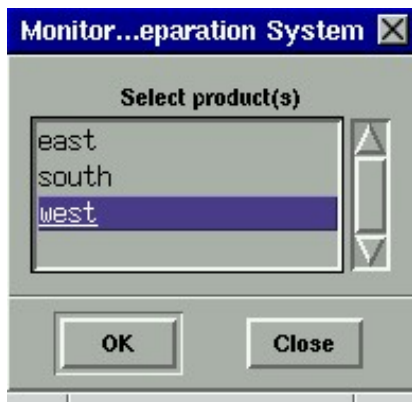 Monitor...eparation System
Select product(s)
east
south
west
OK Close